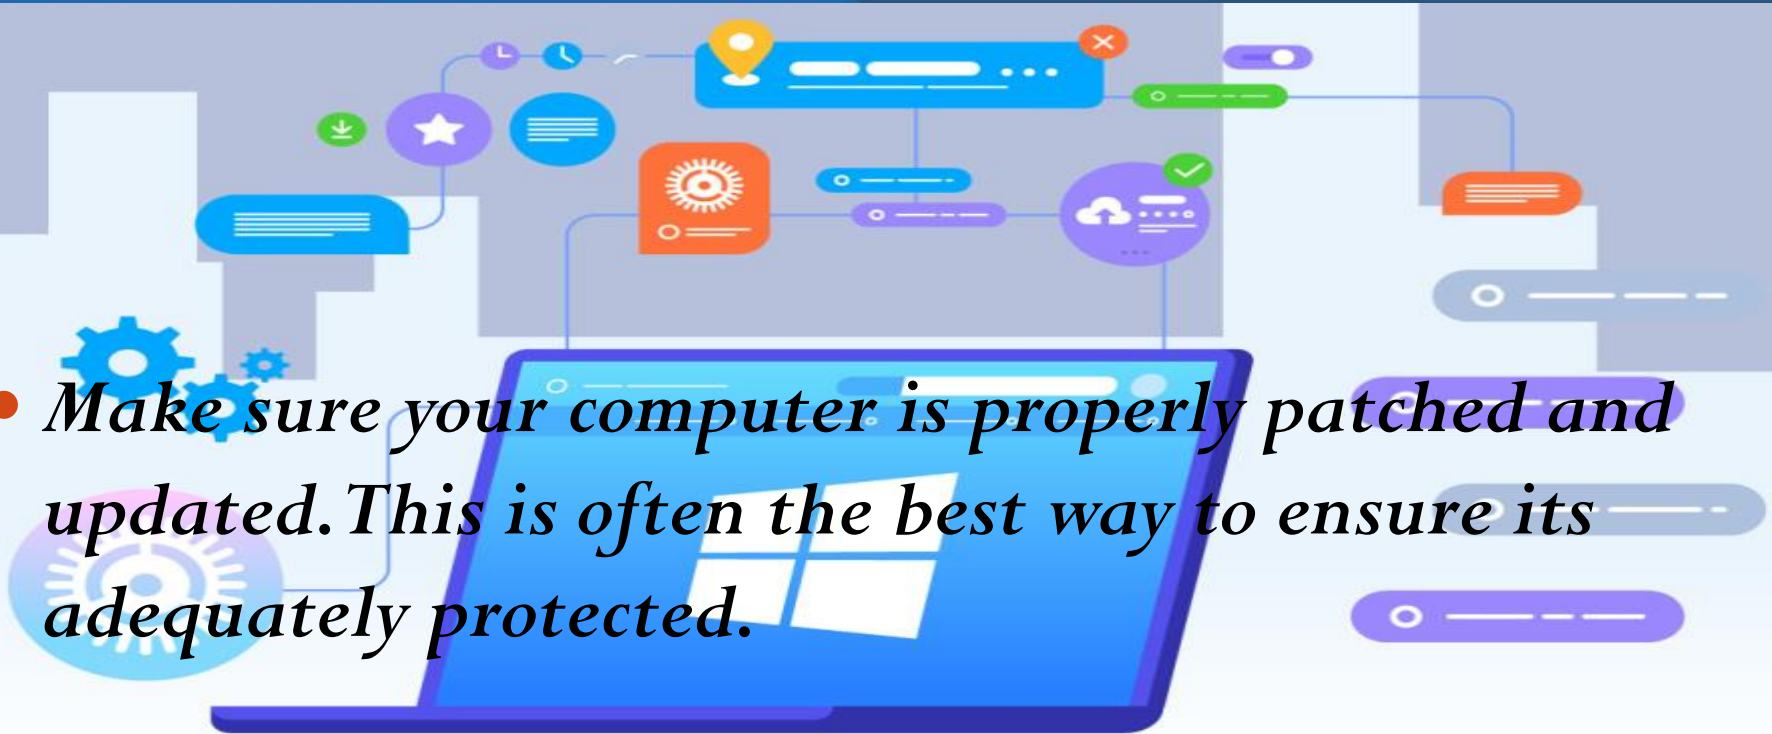 • Make sure your computer is properly patched and
updated. This is often the best way to ensure its
adequately protected.